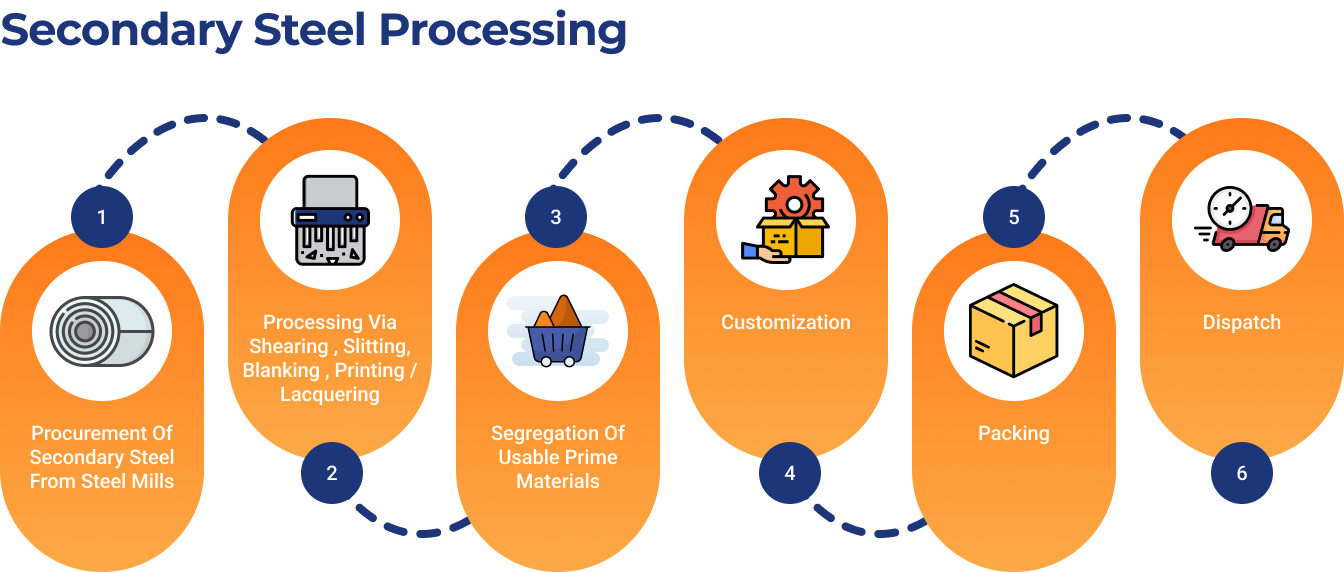 Secondary Steel Processing
1
Procurement Of
Secondary Steel
From Steel Mills
Processing Via
Shearing , Slitting,
Blanking , Printing /
Lacquering
2
3
Segregation Of
Usable Prime
Materials
Customization
4
5
Packing
Dispatch
6